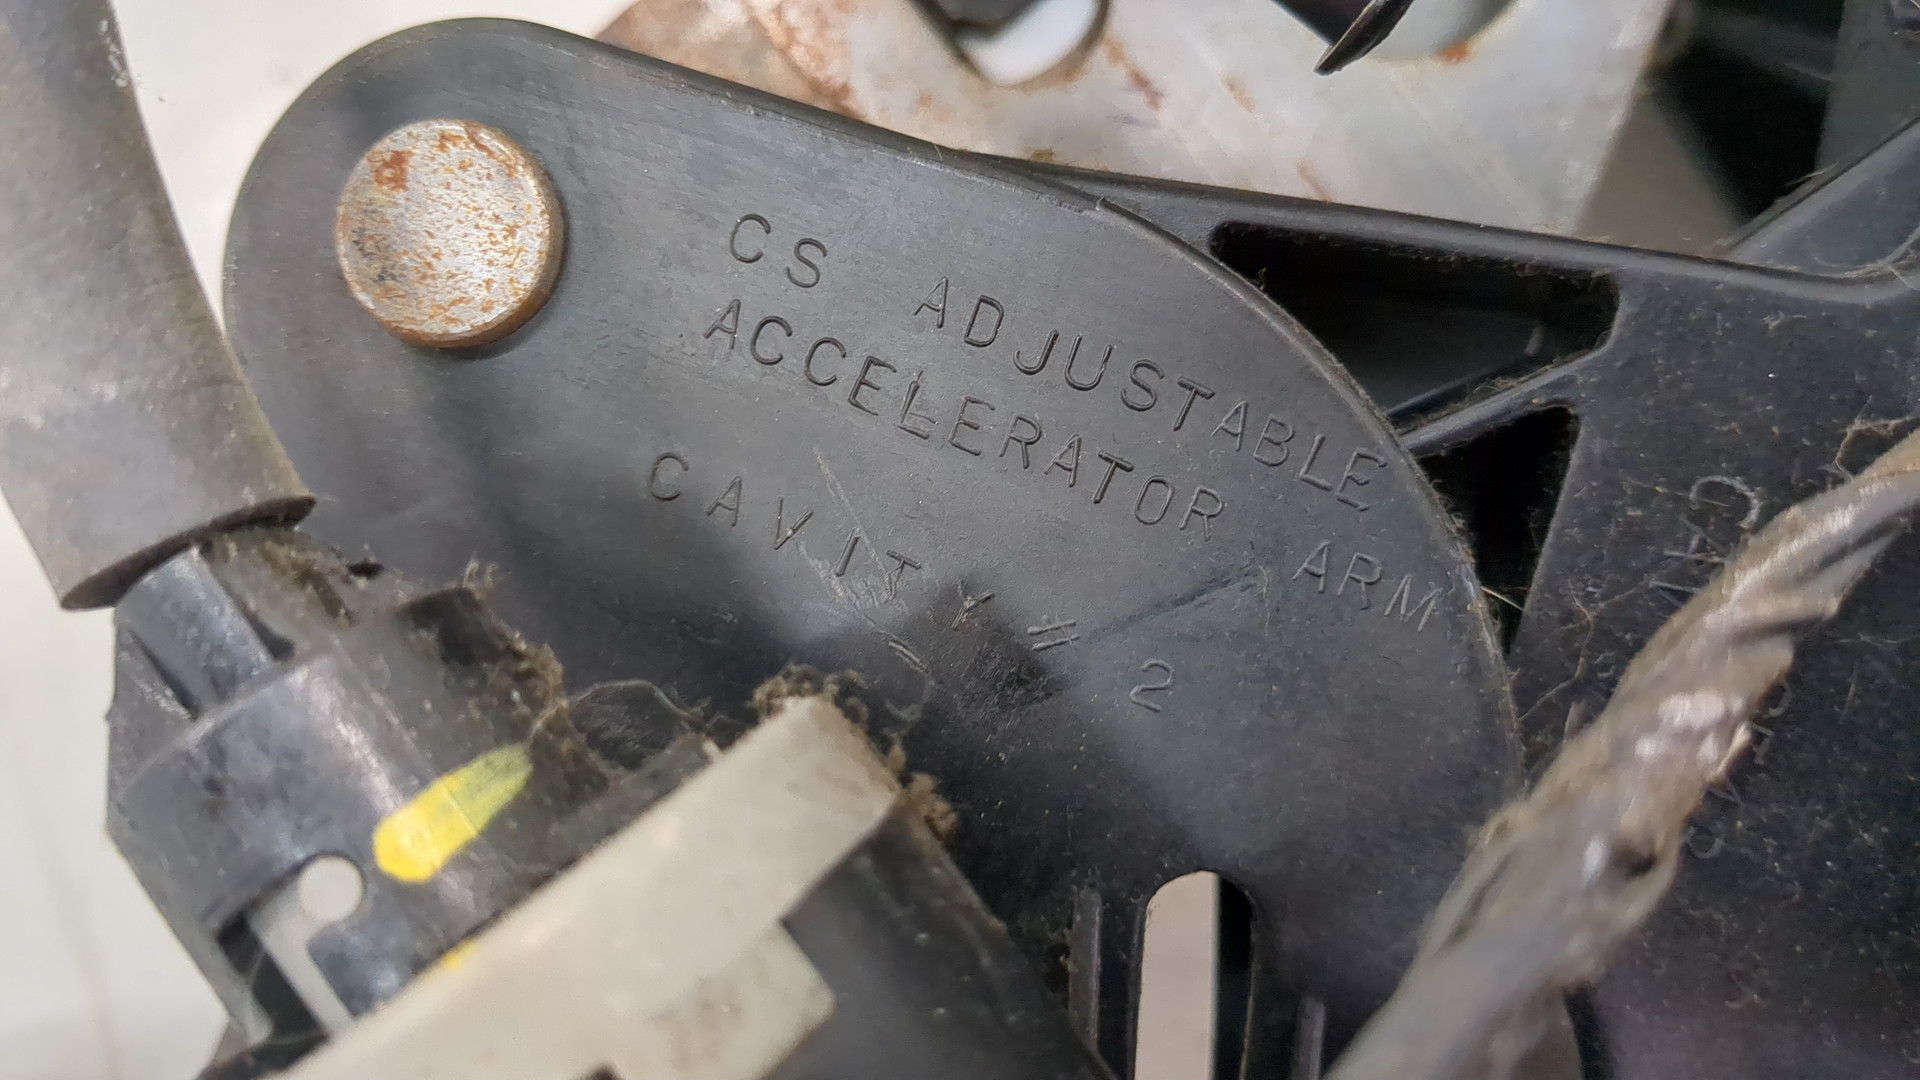 CS ADJUSTABLE
ACCELERATOR ARM
CAVITY # 2